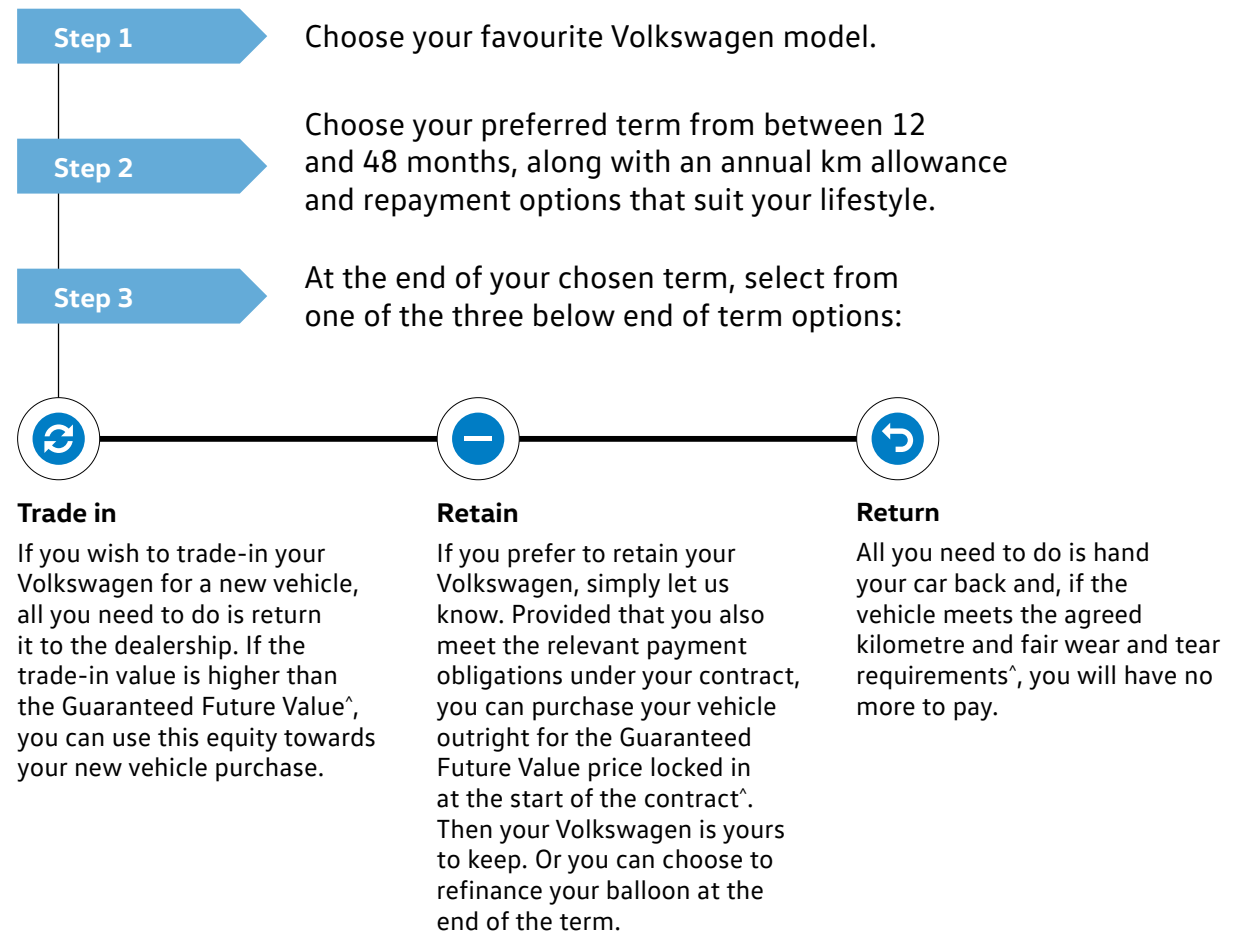 Step 1
Choose your favourite Volkswagen model.
Step 2
Choose your preferred term from between 12
and 48 months, along with an annual km allowance
and repayment options that suit your lifestyle.
Step 3
At the end of your chosen term, select from
one of the three below end of term options:
Trade in
If you wish to trade-in your
Volkswagen for a new vehicle,
all you need to do is return
it to the dealership. If the
trade-in value is higher than
the Guaranteed Future Value^,
you can use this equity towards
your new vehicle purchase.
Retain
If you prefer to retain your
Volkswagen, simply let us
know. Provided that you also
meet the relevant payment
obligations under your contract,
you can purchase your vehicle
outright for the Guaranteed
Future Value price locked in
at the start of the contract^.
Then your Volkswagen is yours
to keep. Or you can choose to
refinance your balloon at the
end of the term.
Return
All you need to do is hand
your car back and, if the
vehicle meets the agreed
kilometre and fair wear and tear
requirements^, you will have no
more to pay.